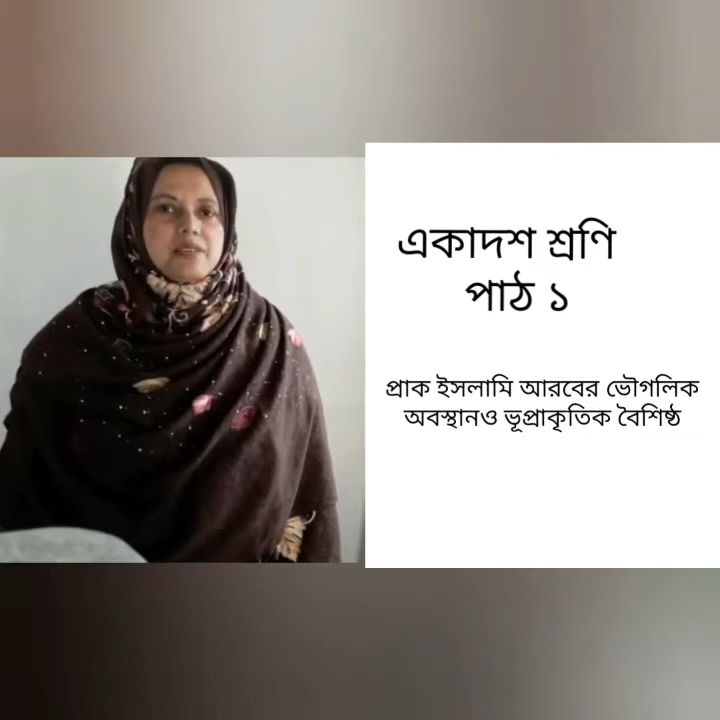 একাদশ শ্রণি
পাঠ ১
প্রাক ইসলামি আরবের ভৌগলিক
অবস্থানও ভূপ্রাকৃতিক বৈশিষ্ঠ